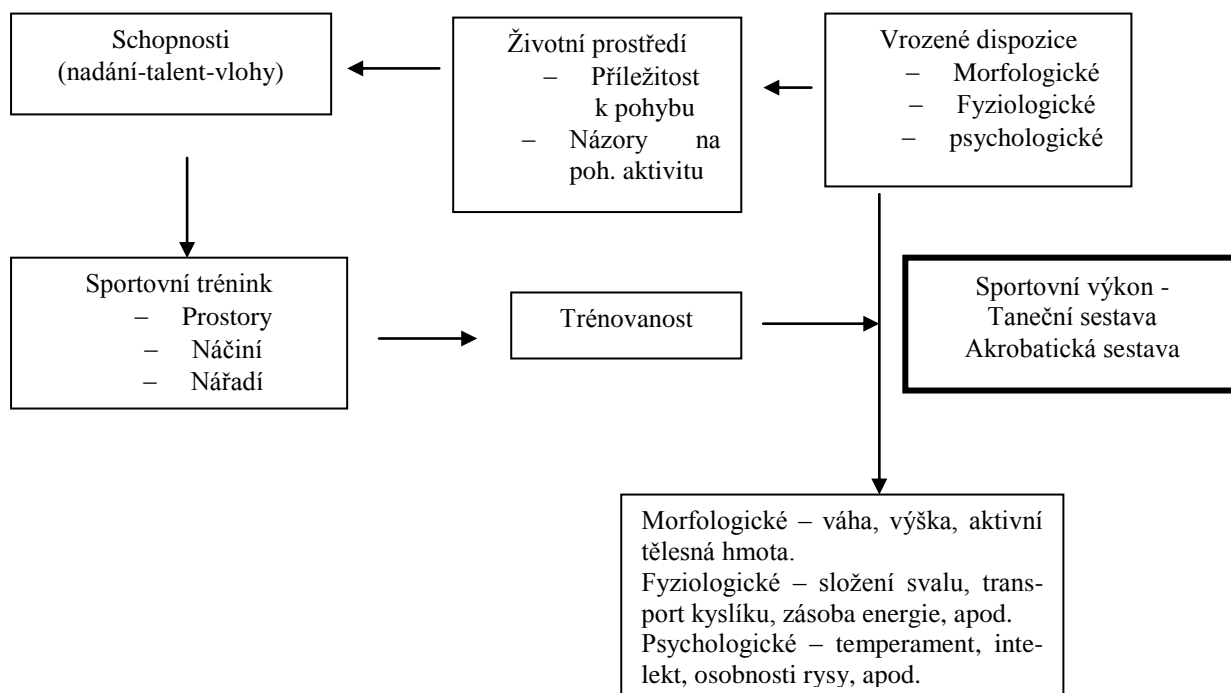 Schopnosti
(nadání-talent-vlohy)
Životní prostředí
– Příležitost
k pohybu
– Názory na
poh. aktivitu
Vrozené dispozice
– Morfologické
– Fyziologické
– psychologické
Sportovní trénink
– Prostory
– Náčiní
– Nářadí
Trénovanost
Sportovní výkon -
Taneční sestava
Akrobatická sestava
Morfologické – váha, výška, aktivní
tělesná hmota.
Fyziologické – složení svalu, trans-
port kyslíku, zásoba energie, apod.
Psychologické – temperament, inte-
lekt, osobnosti rysy, apod.